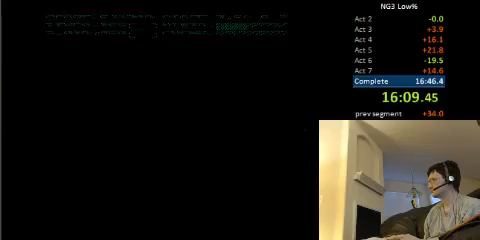 NG3 Low%
Act 2 -0.0
Act 3 +3.9
Act 4 +16.1
Act 5 +21.8
Act 6 -19.5
Act 7 +14.6
Complete 16:46.4
16:09.45
prev segment +34.0